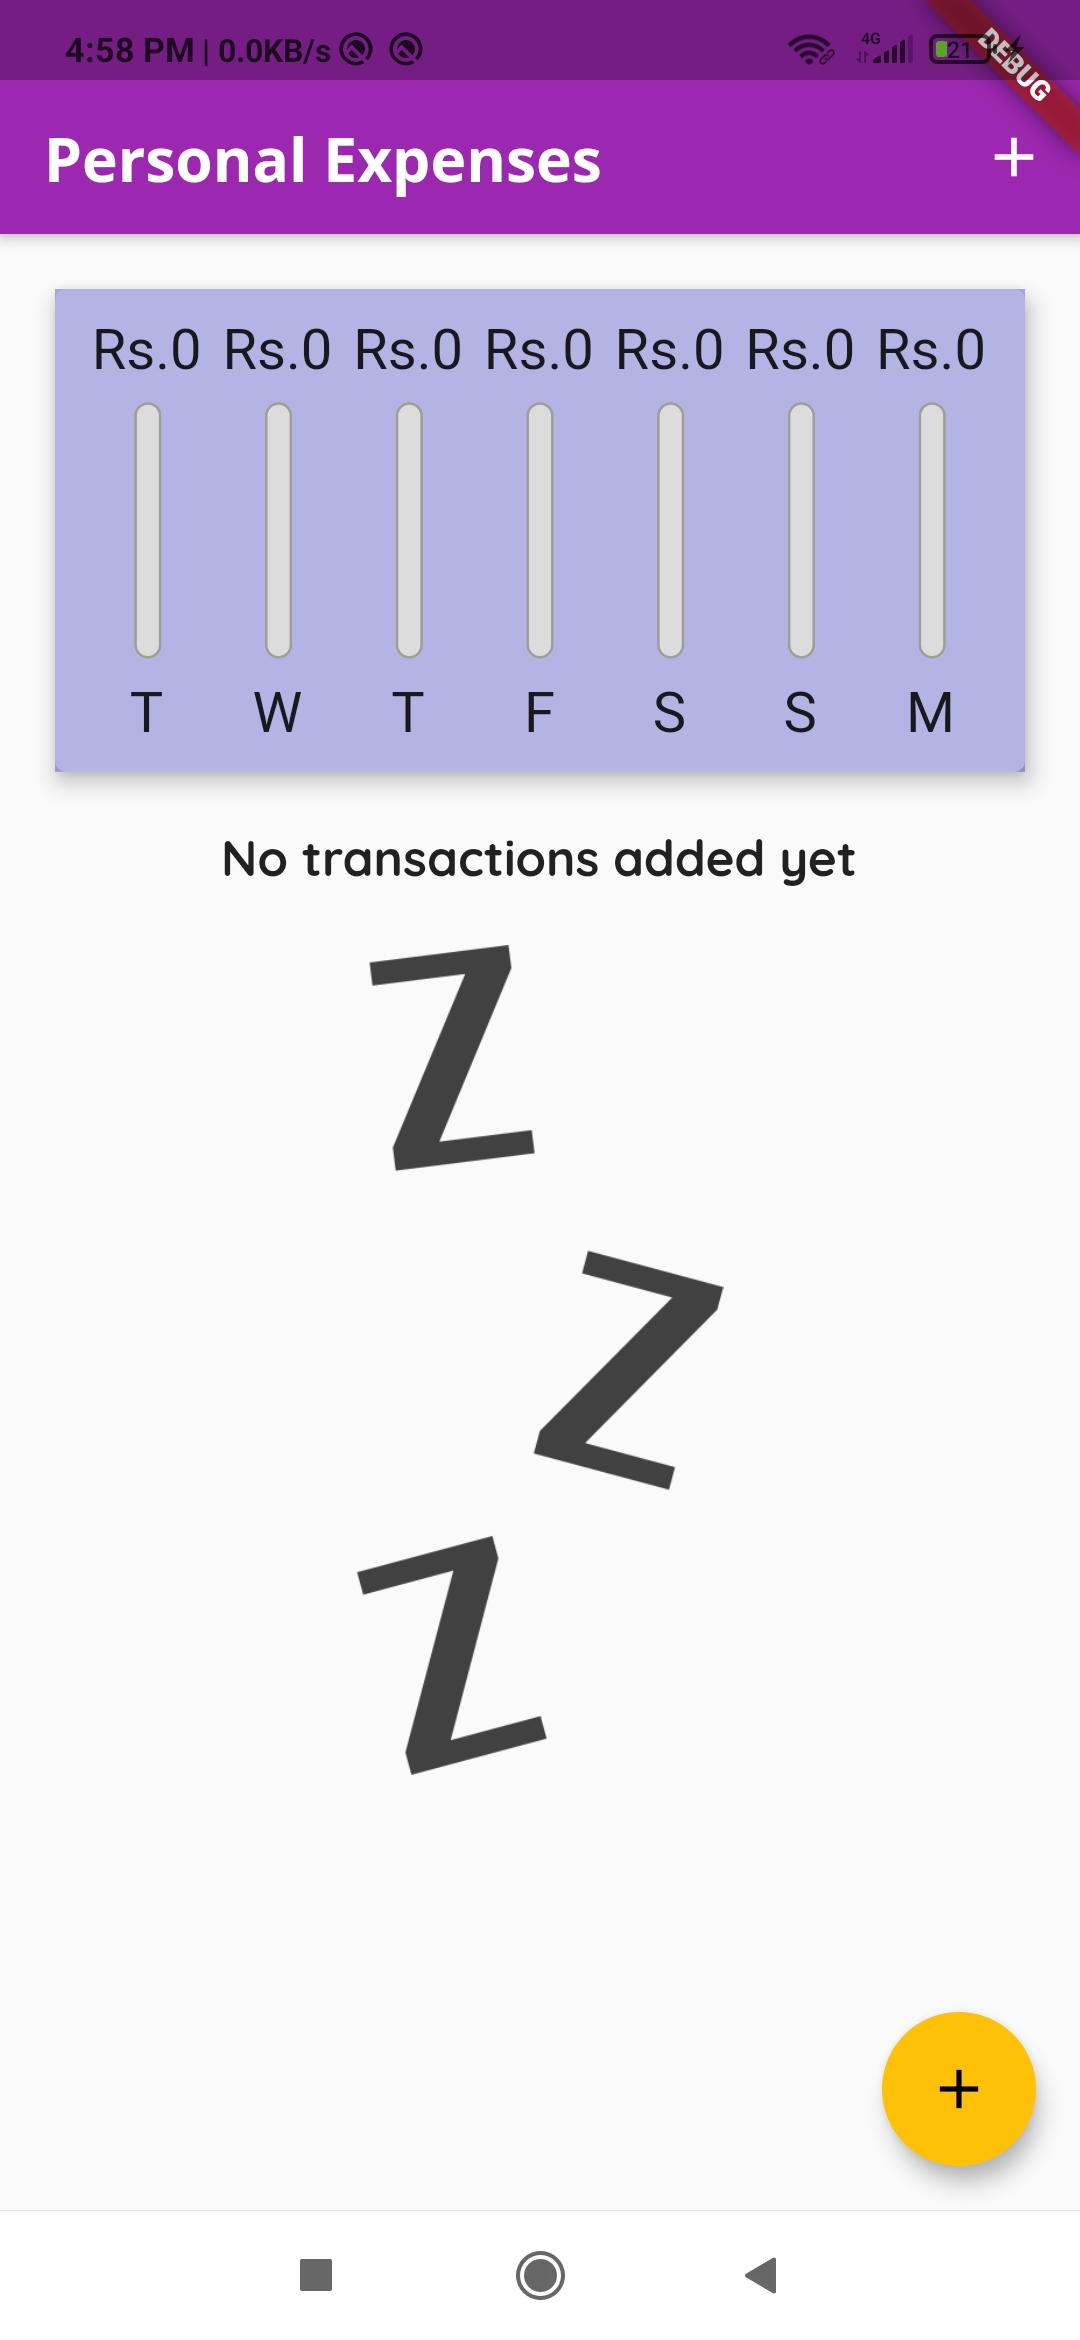 4:58 PM | 0.0KB/s 4G 21
DEBUG
Personal Expenses +
Rs.0 Rs.0 Rs.0 Rs.0 Rs.0 Rs.0 Rs.0
T W T F S S M
No transactions added yet
Z
Z
Z
+